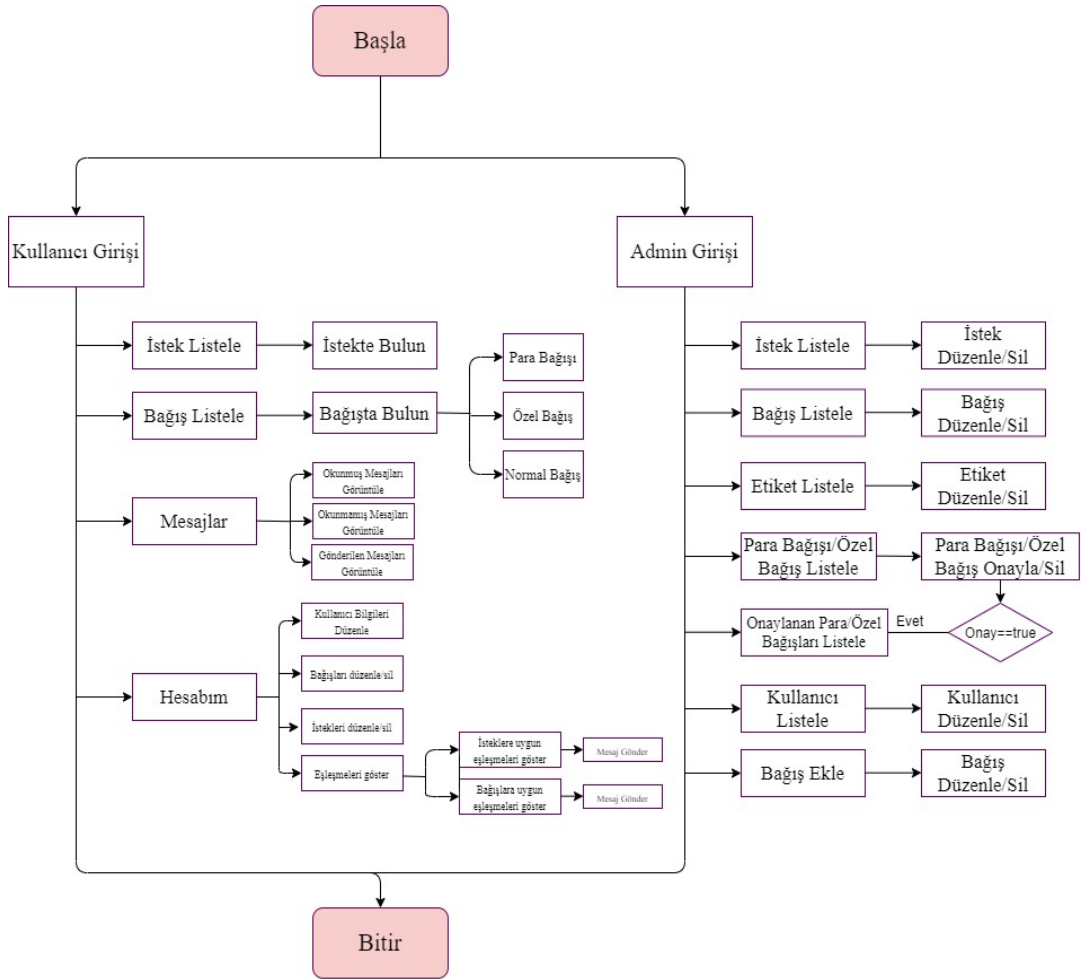 Başla
Kullanıcı Girişi
Admin Girişi
İstek Listele
İstekte Bulun
Para Bağışı
Bağış Listele
Bağışta Bulun
Özel Bağış
Normal Bağış
Mesajlar
Okunmuş Mesajları
Görüntüle
Okunmamış Mesajları
Görüntüle
Gönderilen Mesajları
Görüntüle
Hesabım
Kullanıcı Bilgileri
Düzenle
Bağışları düzenle/sil
İstekleri düzenle/sil
Eşleşmeleri göster
İsteklere uygun
eşleşmeleri göster
Mesaj Gönder
Bağışlara uygun
eşleşmeleri göster
Mesaj Gönder
İstek Listele
İstek
Düzenle/Sil
Bağış Listele
Bağış
Düzenle/Sil
Etiket Listele
Etiket
Düzenle/Sil
Para Bağışı/Özel
Bağış Listele
Para Bağışı/Özel
Bağış Onayla/Sil
Onaylanan Para/Özel
Bağışları Listele
Evet
Onay==true
Kullanıcı
Listele
Kullanıcı
Düzenle/Sil
Bağış Ekle
Bağış
Düzenle/Sil
Bitir